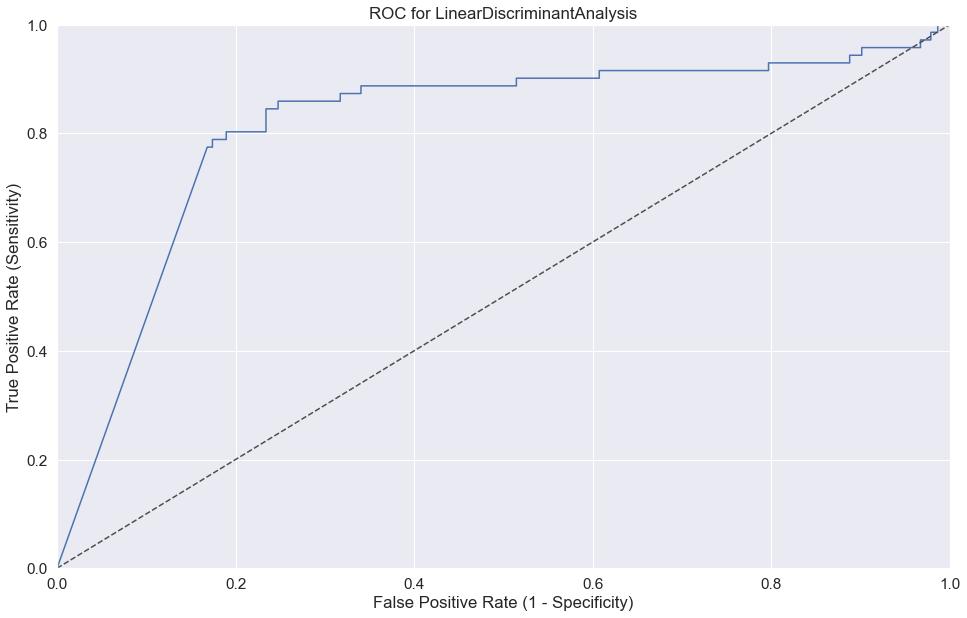 ROC for LinearDiscriminantAnalysis
1.0
0.8
0.6
0.4
0.2
0.0
True Positive Rate (Sensitivity)
0.0 0.2 0.4 0.6 0.8 1.0
False Positive Rate (1 - Specificity)